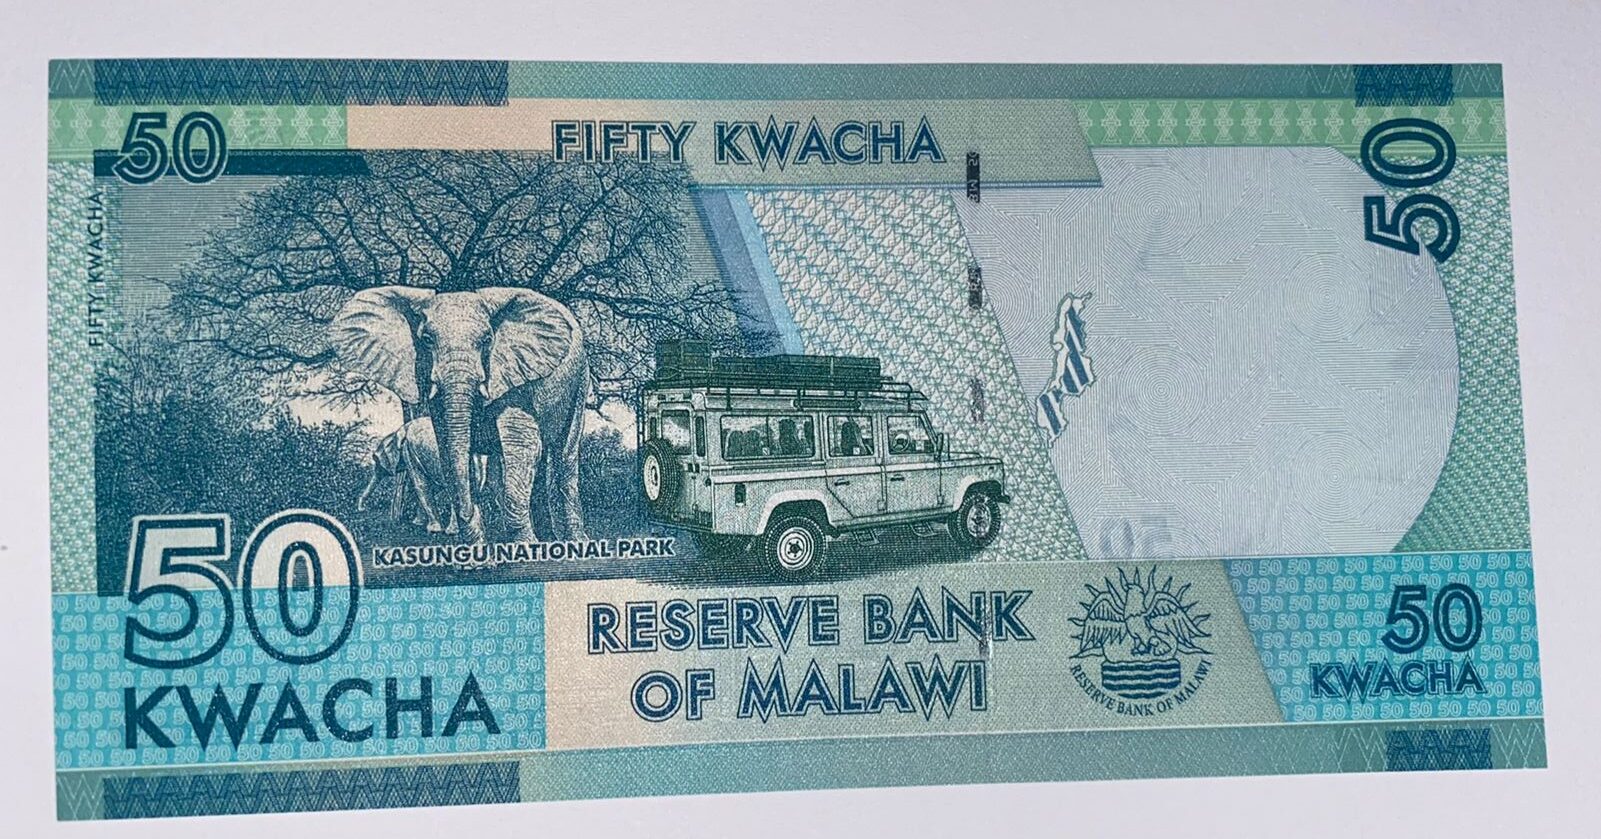 50
FIFTY KWACHA
50
FIFTY KWACHA
KASUNGU NATIONAL PARK
50
KWACHA
RESERVE BANK
OF MALAWI
RESERVE BANK OF MALAWI
50
KWACHA